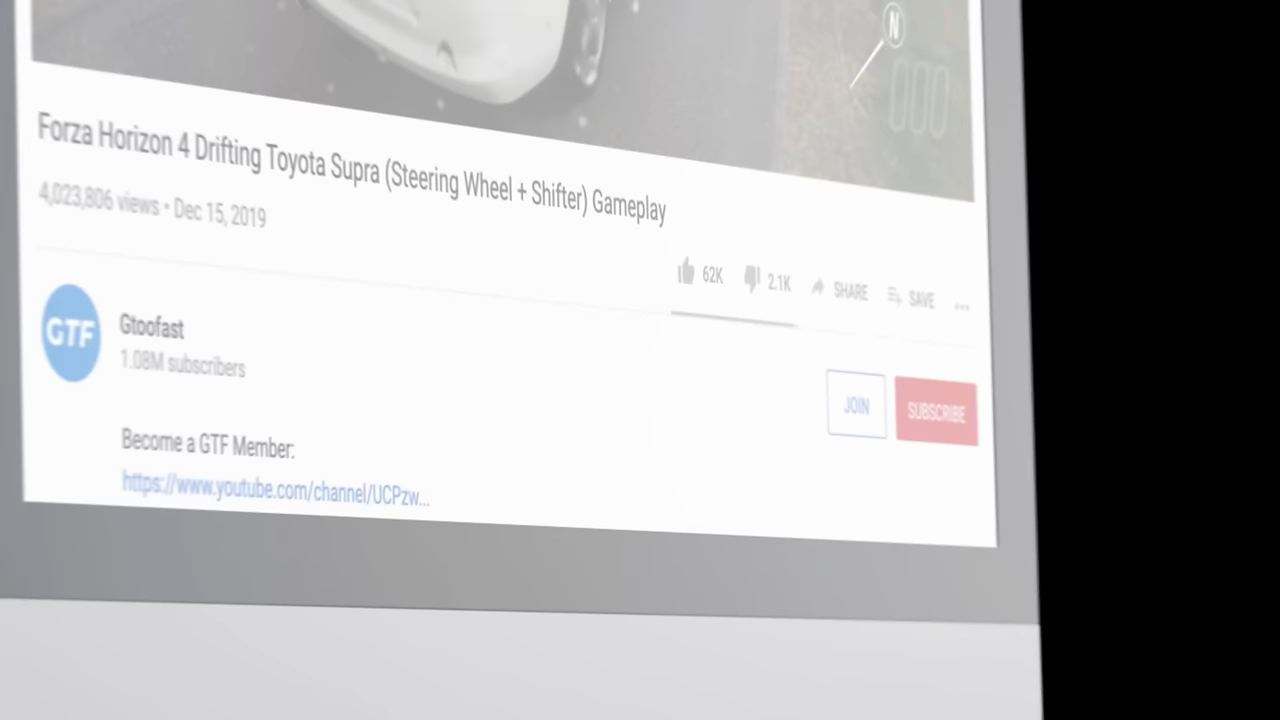 N
Forza Horizon 4 Drifting Toyota Supra (Steering Wheel + Shifter) Gameplay
4,023,806 views • Dec 15, 2019
62K 2.1K SHARE SAVE ...
GTF
Gtoofast
1.08M subscribers
JOIN SUBSCRIBE
Become a GTF Member:
https://www.youtube.com/channel/UCPzw...